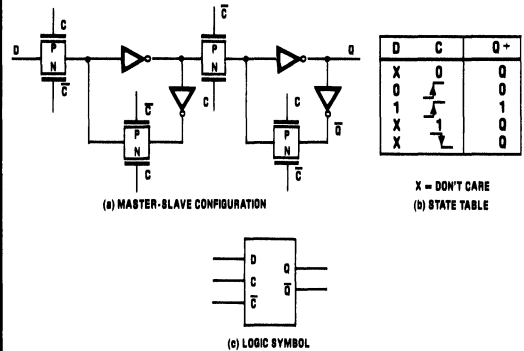 C
C̅
D
P
N
C̅
P
N
C
Q
C̅
P
N
C
C
P
N
C̅
Q̅
(a) MASTER-SLAVE CONFIGURATION
D C Q+
X 0 Q
0 0
1 1
X 1 Q
X Q
X = DON'T CARE
(b) STATE TABLE
D
C
C̅
Q
Q̅
(c) LOGIC SYMBOL